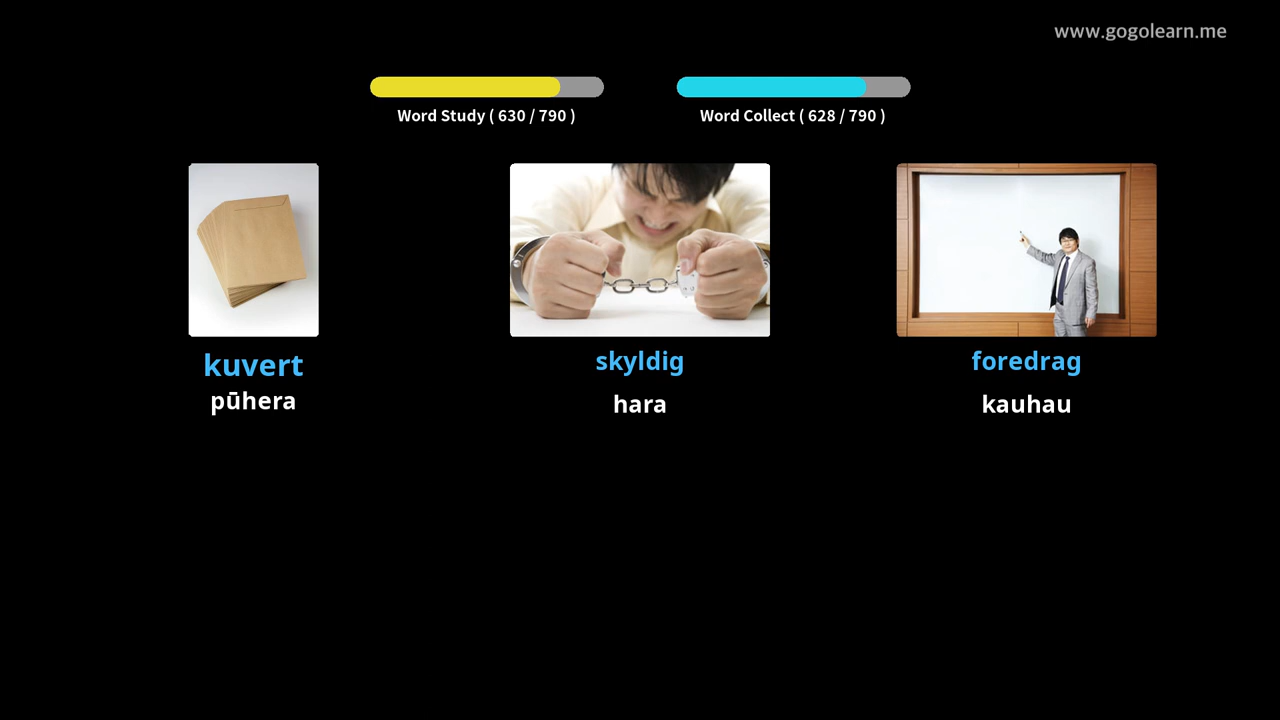 www.gogolearn.me
Word Study ( 630 / 790 )
Word Collect ( 628 / 790 )
kuvert
pūhera
skyldig
hara
foredrag
kauhau